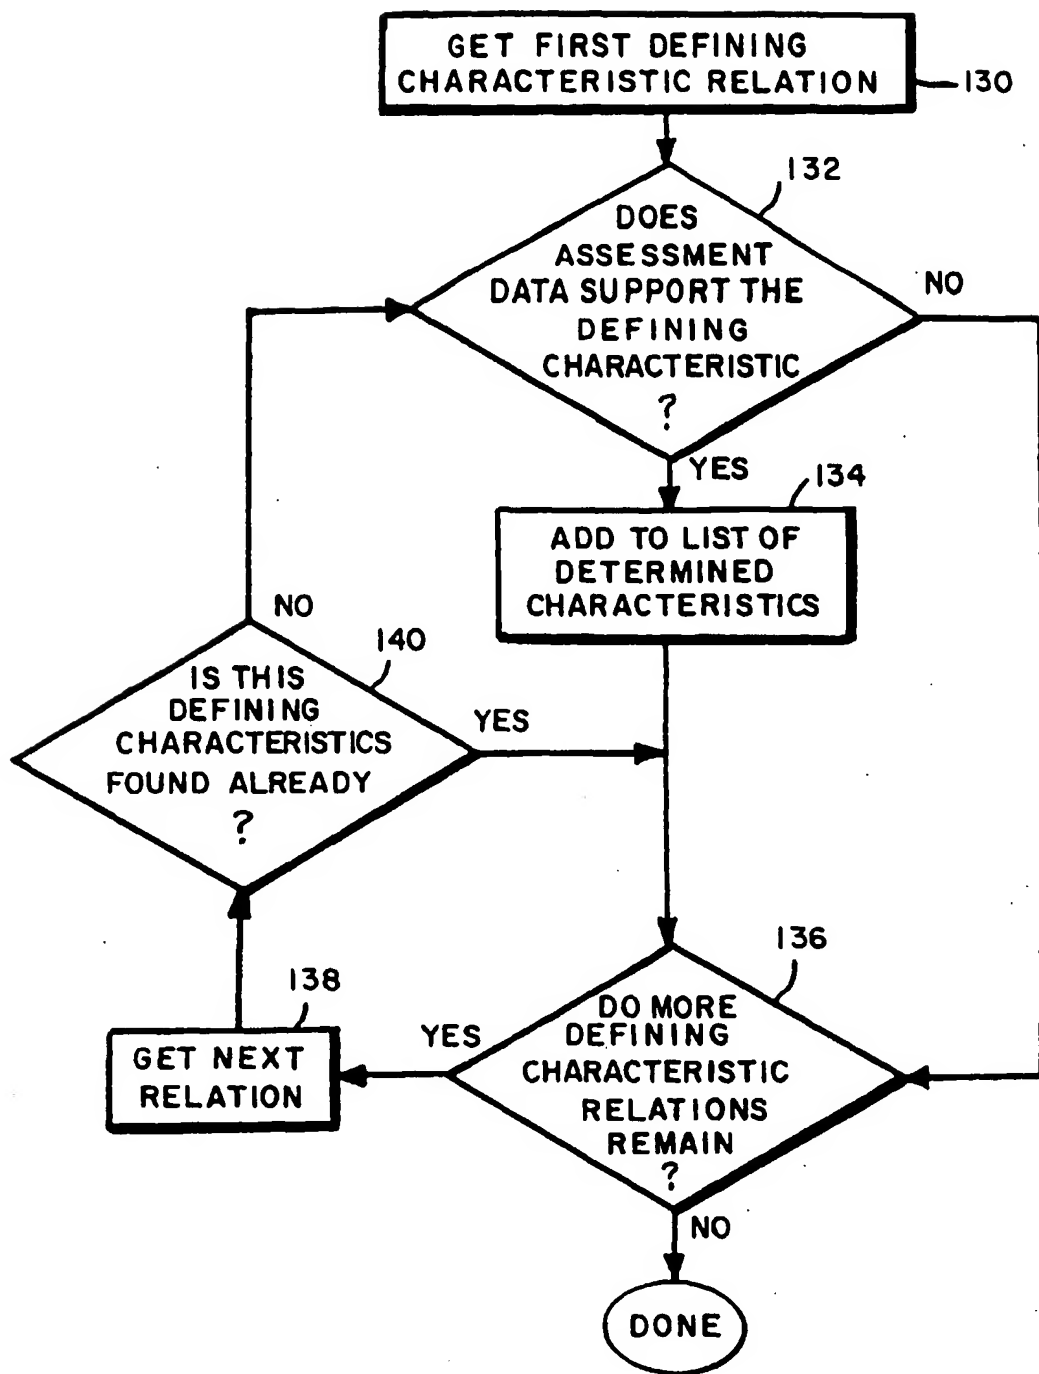 GET FIRST DEFINING
CHARACTERISTIC RELATION
130
132
DOES
ASSESSMENT
DATA SUPPORT THE
DEFINING
CHARACTERISTIC
?
NO
YES
134
ADD TO LIST OF
DETERMINED
CHARACTERISTICS
NO
140
IS THIS
DEFINING
CHARACTERISTICS
FOUND ALREADY
?
YES
136
DO MORE
DEFINING
CHARACTERISTIC
RELATIONS
REMAIN
?
YES
138
GET NEXT
RELATION
NO
DONE